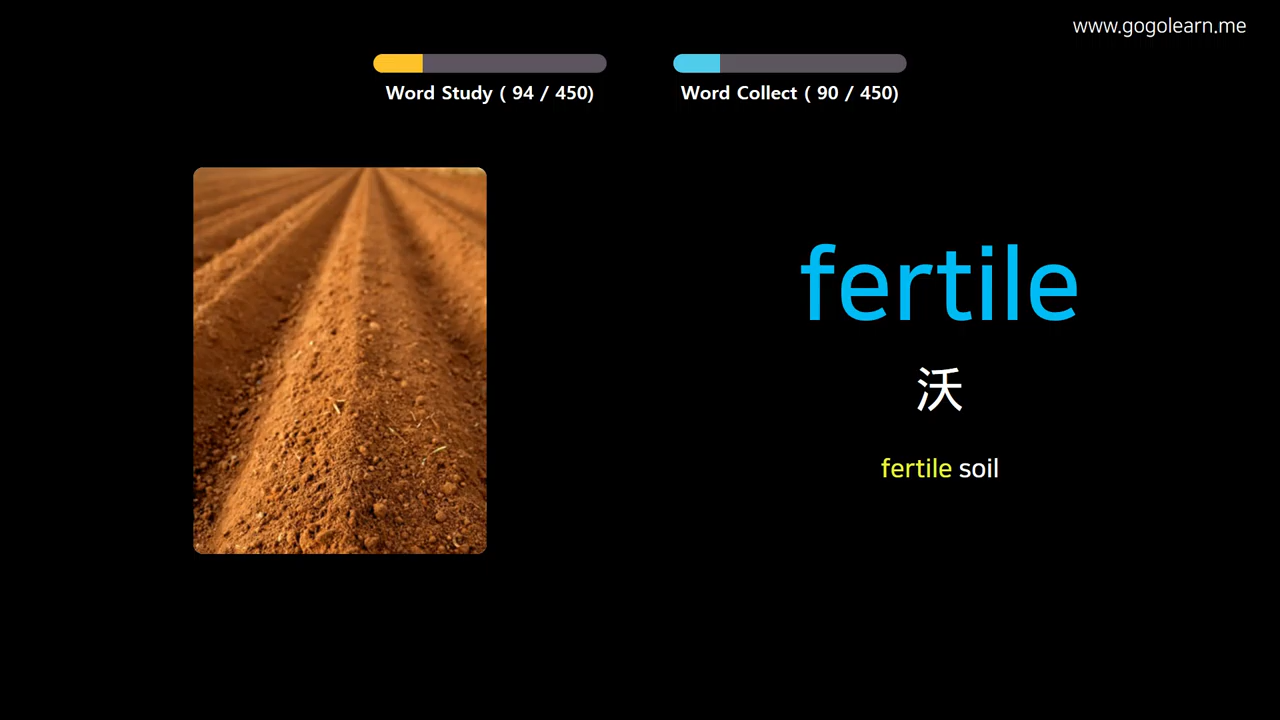 www.gogolearn.me
Word Study ( 94 / 450)
Word Collect ( 90 / 450)
fertile
沃
fertile soil